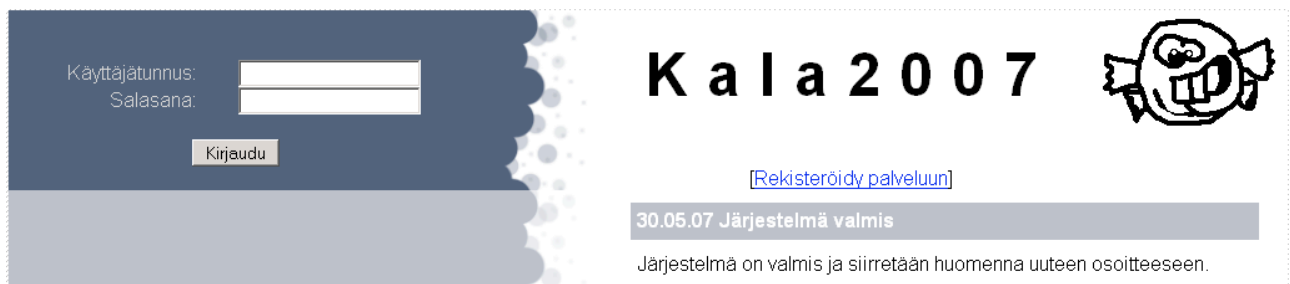 Käyttäjätunnus:
Salasana:
Kirjaudu
Kala2007
[Rekisteröidy palveluun]
30.05.07 Järjestelmä valmis
Järjestelmä on valmis ja siirretään huomenna uuteen osoitteeseen.